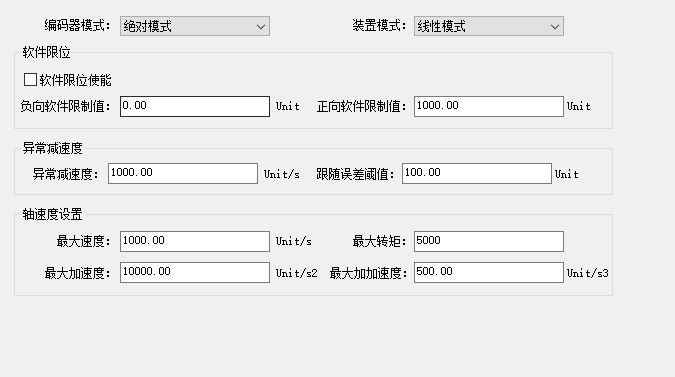 编码器模式： 绝对模式 装置模式： 线性模式
软件限位
软件限位使能
负向软件限制值： 0.00 Unit 正向软件限制值： 1000.00 Unit
异常减速度
异常减速度： 1000.00 Unit/s 跟随误差阈值： 100.00 Unit
轴速度设置
最大速度： 1000.00 Unit/s 最大转矩： 5000
最大加速度： 10000.00 Unit/s2 最大加加速度： 500.00 Unit/s3